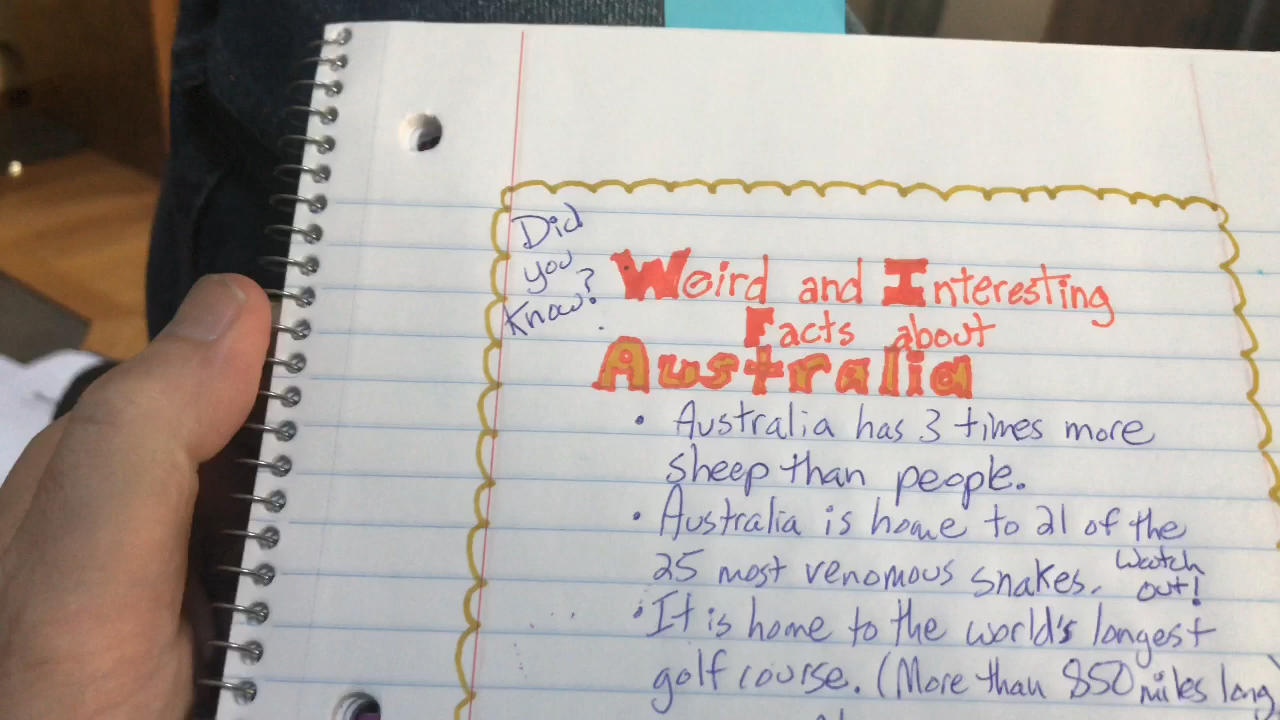 Did
you
Know?
Weird and Interesting
Facts about
Australia
• Australia has 3 times more
sheep than people.
• Australia is home to 21 of the
25 most venomous snakes. Watch
out!
• It is home to the world's longest
golf course. (More than 850 miles long)